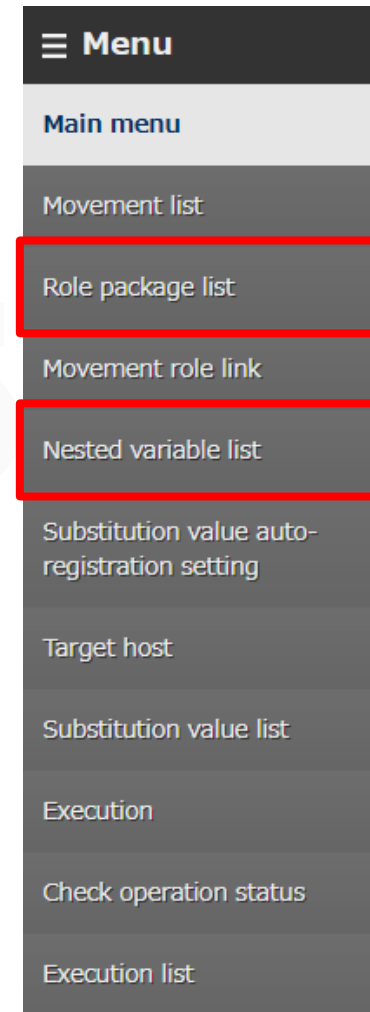 ☰ Menu
Main menu
Movement list
Role package list
Movement role link
Nested variable list
Substitution value auto-
registration setting
Target host
Substitution value list
Execution
Check operation status
Execution list